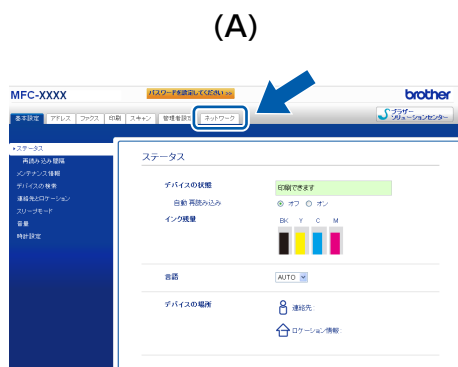 (A)
MFC-XXXX
パスワードを設定してください >>
brother
基本設定 アドレス ファクス 印刷 スキャン 管理者設定 ネットワーク
ブラザー
ソリューションセンター
ステータス
再読み込み間隔
メンテナンス情報
デバイスの検索
連絡先とロケーション
スリープモード
音量
時計設定
ステータス
デバイスの状態 印刷できます
自動 再読み込み オフ オン
インク残量 BK Y C M
言語 AUTO
デバイスの場所 連絡先
ロケーション情報